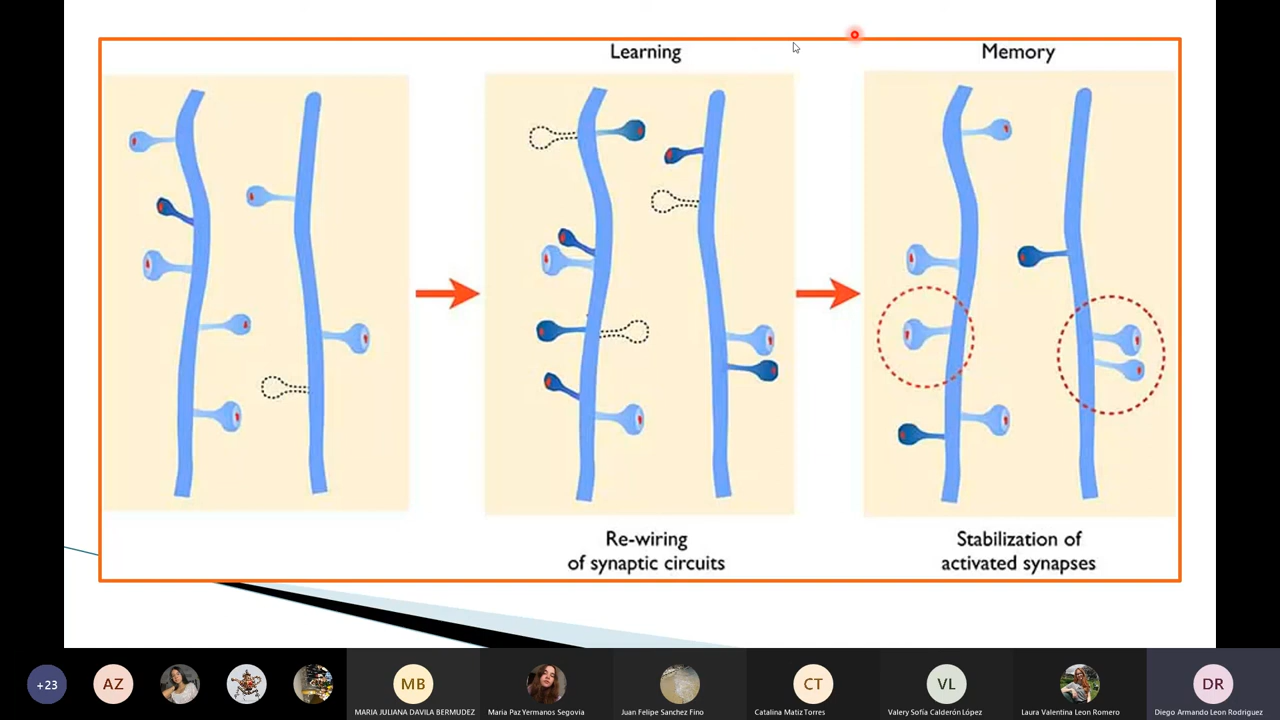 Learning
Memory
Re-wiring
of synaptic circuits
Stabilization of
activated synapses
+23
AZ
MB
CT
VL
DR
MARIA JULIANA DAVILA BERMUDEZ
Maria Paz Yermanos Segovia
Juan Felipe Sanchez Fino
Catalina Matiz Torres
Valery Sofía Calderón López
Laura Valentina Leon Romero
Diego Armando Leon Rodriguez